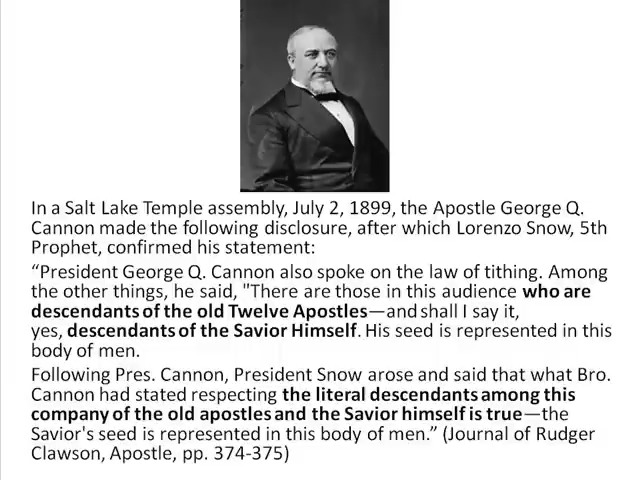 In a Salt Lake Temple assembly, July 2, 1899, the Apostle George Q.
Cannon made the following disclosure, after which Lorenzo Snow, 5th
Prophet, confirmed his statement:
“President George Q. Cannon also spoke on the law of tithing. Among
the other things, he said, "There are those in this audience who are
descendants of the old Twelve Apostles—and shall I say it,
yes, descendants of the Savior Himself. His seed is represented in this
body of men.
Following Pres. Cannon, President Snow arose and said that what Bro.
Cannon had stated respecting the literal descendants among this
company of the old apostles and the Savior himself is true—the
Savior's seed is represented in this body of men.” (Journal of Rudger
Clawson, Apostle, pp. 374-375)